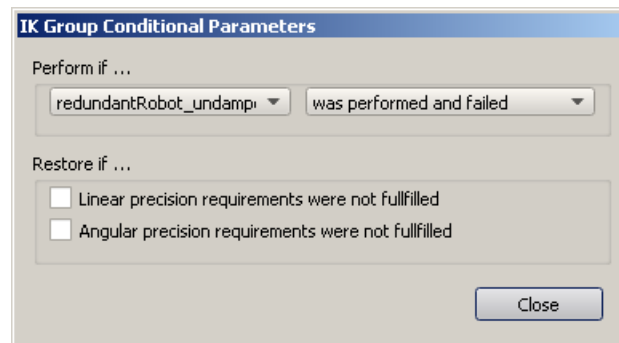 IK Group Conditional Parameters
Perform if ...
redundantRobot_undamp was performed and failed
Restore if ...
Linear precision requirements were not fullfilled
Angular precision requirements were not fullfilled
Close